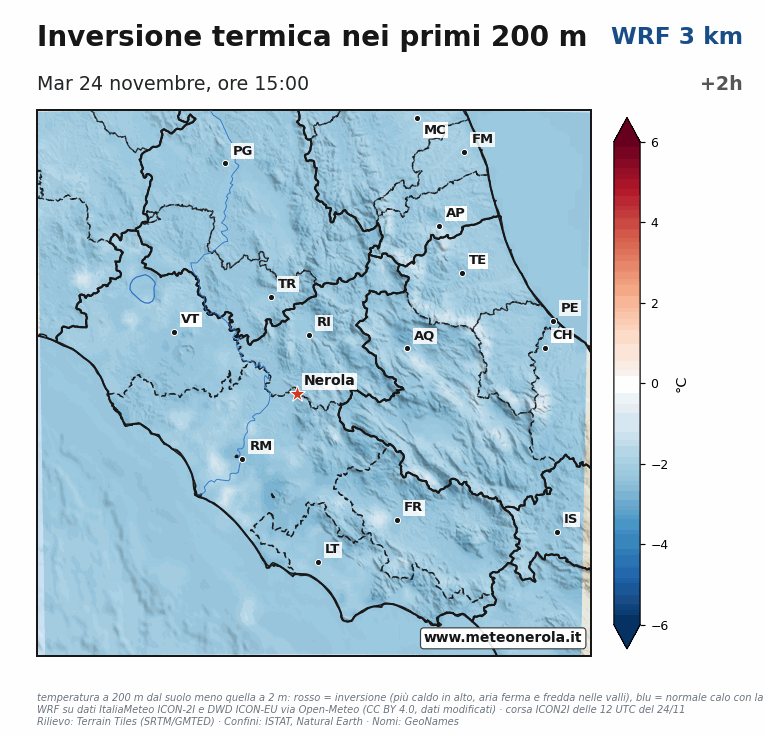 Inversione termica nei primi 200 m WRF 3 km
Mar 24 novembre, ore 15:00 +2h
MC
FM
PG
AP
TE
TR
PE
VT
RI
AQ
CH
Nerola
RM
FR
IS
LT
www.meteonerola.it
6
4
2
0
−2
−4
−6
°C
temperatura a 200 m dal suolo meno quella a 2 m: rosso = inversione (più caldo in alto, aria ferma e fredda nelle valli), blu = normale calo con la
WRF su dati ItaliaMeteo ICON-2I e DWD ICON-EU via Open-Meteo (CC BY 4.0, dati modificati) · corsa ICON2I delle 12 UTC del 24/11
Rilievo: Terrain Tiles (SRTM/GMTED) · Confini: ISTAT, Natural Earth · Nomi: GeoNames